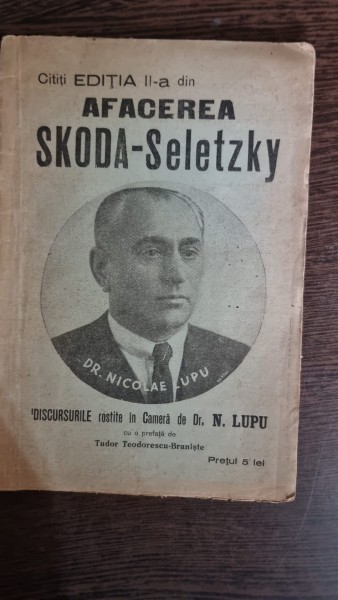 Citiți EDIȚIA II-a din
AFACEREA
SKODA-Seletzky
DR. NICOLAE LUPU
DISCURSURILE rostite in Cameră de Dr. N. LUPU
cu o prefață de
Tudor Teodorescu-Braniște
Prețul 5 lei